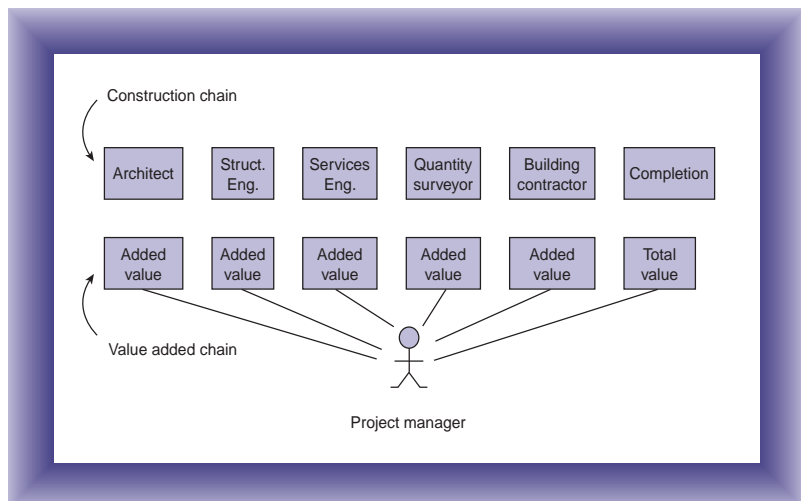 Construction chain
Architect
Struct.
Eng.
Services
Eng.
Quantity
surveyor
Building
contractor
Completion
Added
value
Added
value
Added
value
Added
value
Added
value
Total
value
Value added chain
Project manager